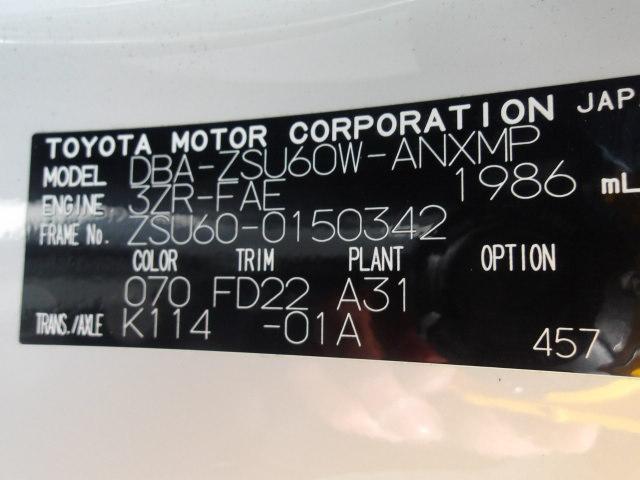 TOYOTA MOTOR CORPORATION JAP
MODEL DBA-ZSU60W-ANXMP
ENGINE 3ZR-FAE 1986 mL
FRAME No. ZSU60-0150342
COLOR TRIM PLANT OPTION
070 FD22 A31
TRANS./AXLE K114 -01A
457